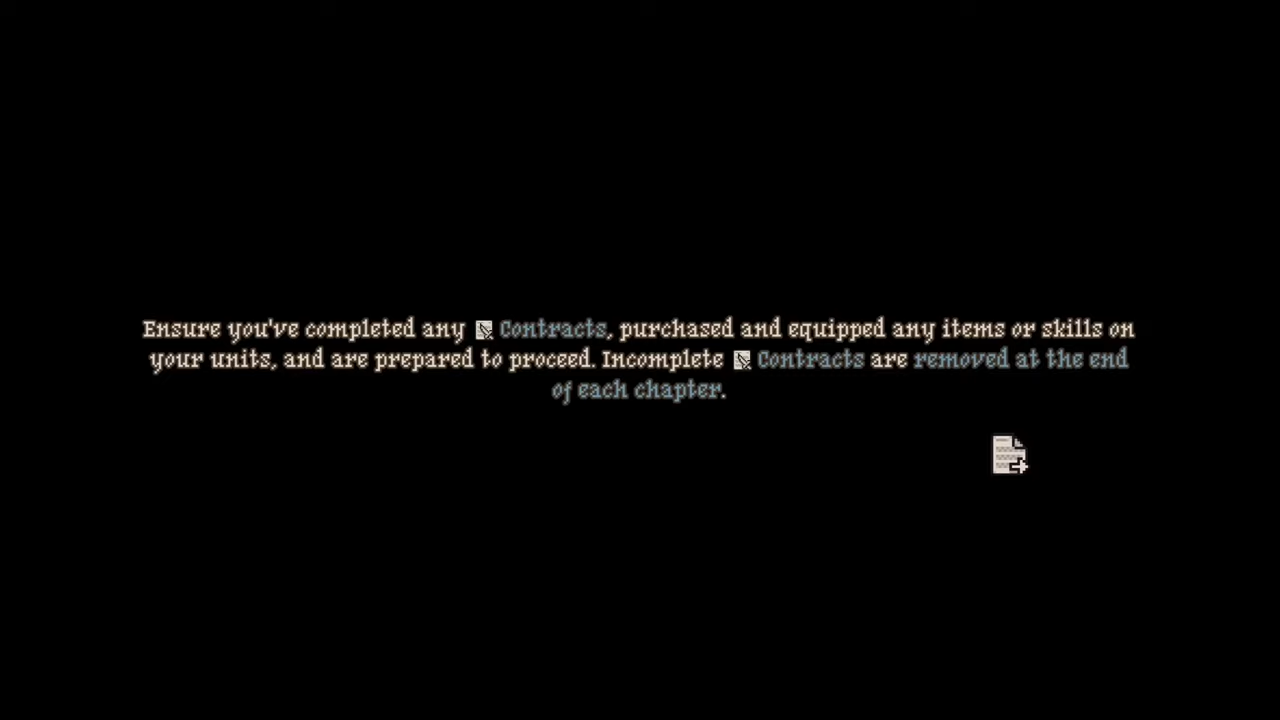 Ensure you've completed any Contracts, purchased and equipped any items or skills on
your units, and are prepared to proceed. Incomplete Contracts are removed at the end
of each chapter.